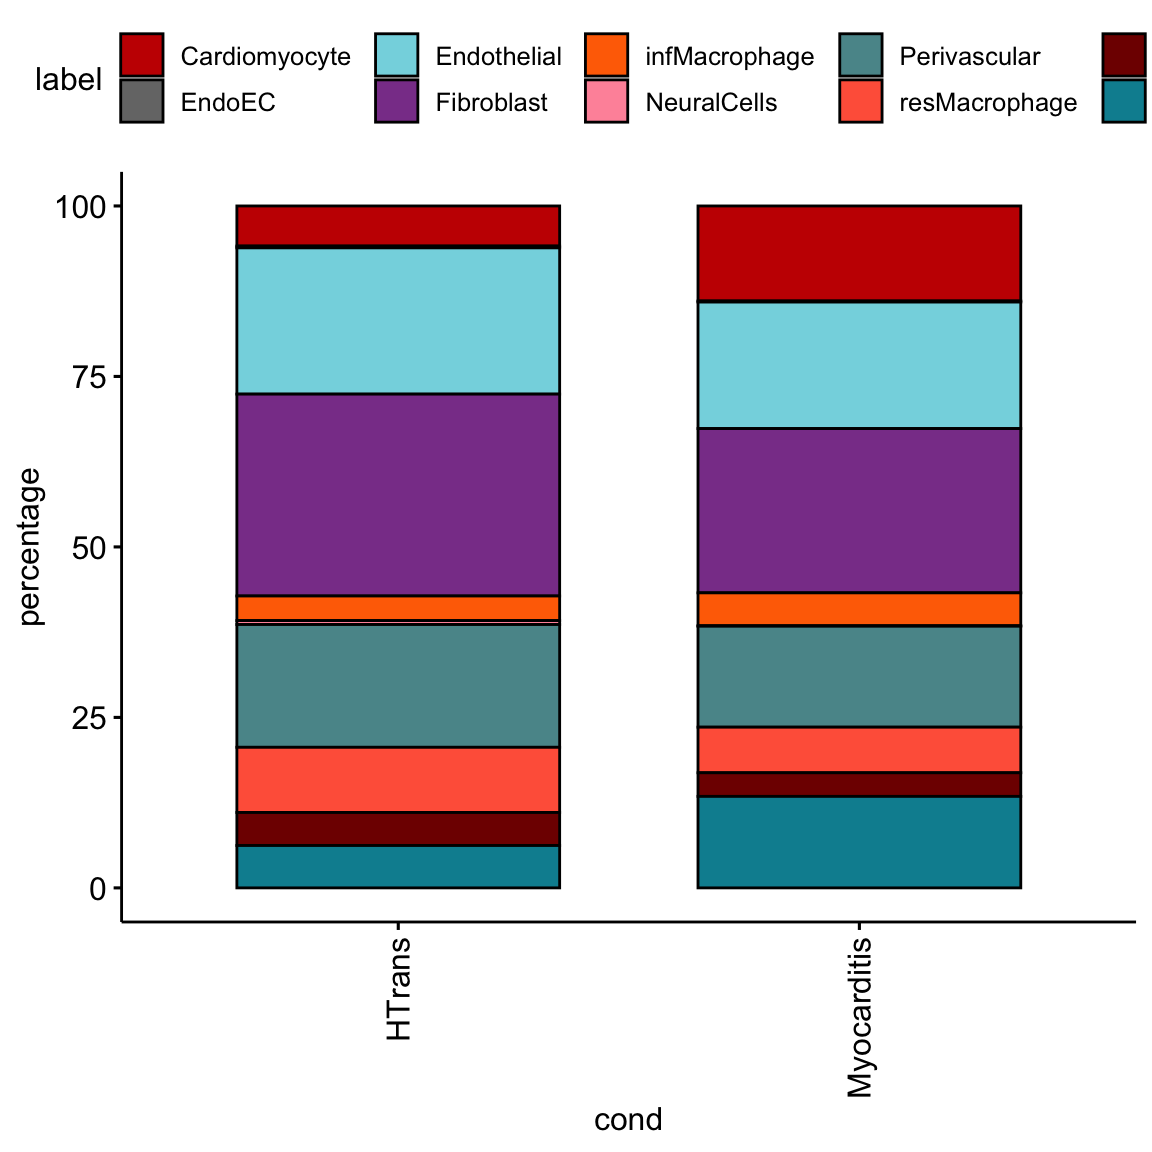 label
Cardiomyocyte Endothelial infMacrophage Perivascular
EndoEC Fibroblast NeuralCells resMacrophage
100
75
50
25
0
percentage
HTrans
Myocarditis
cond